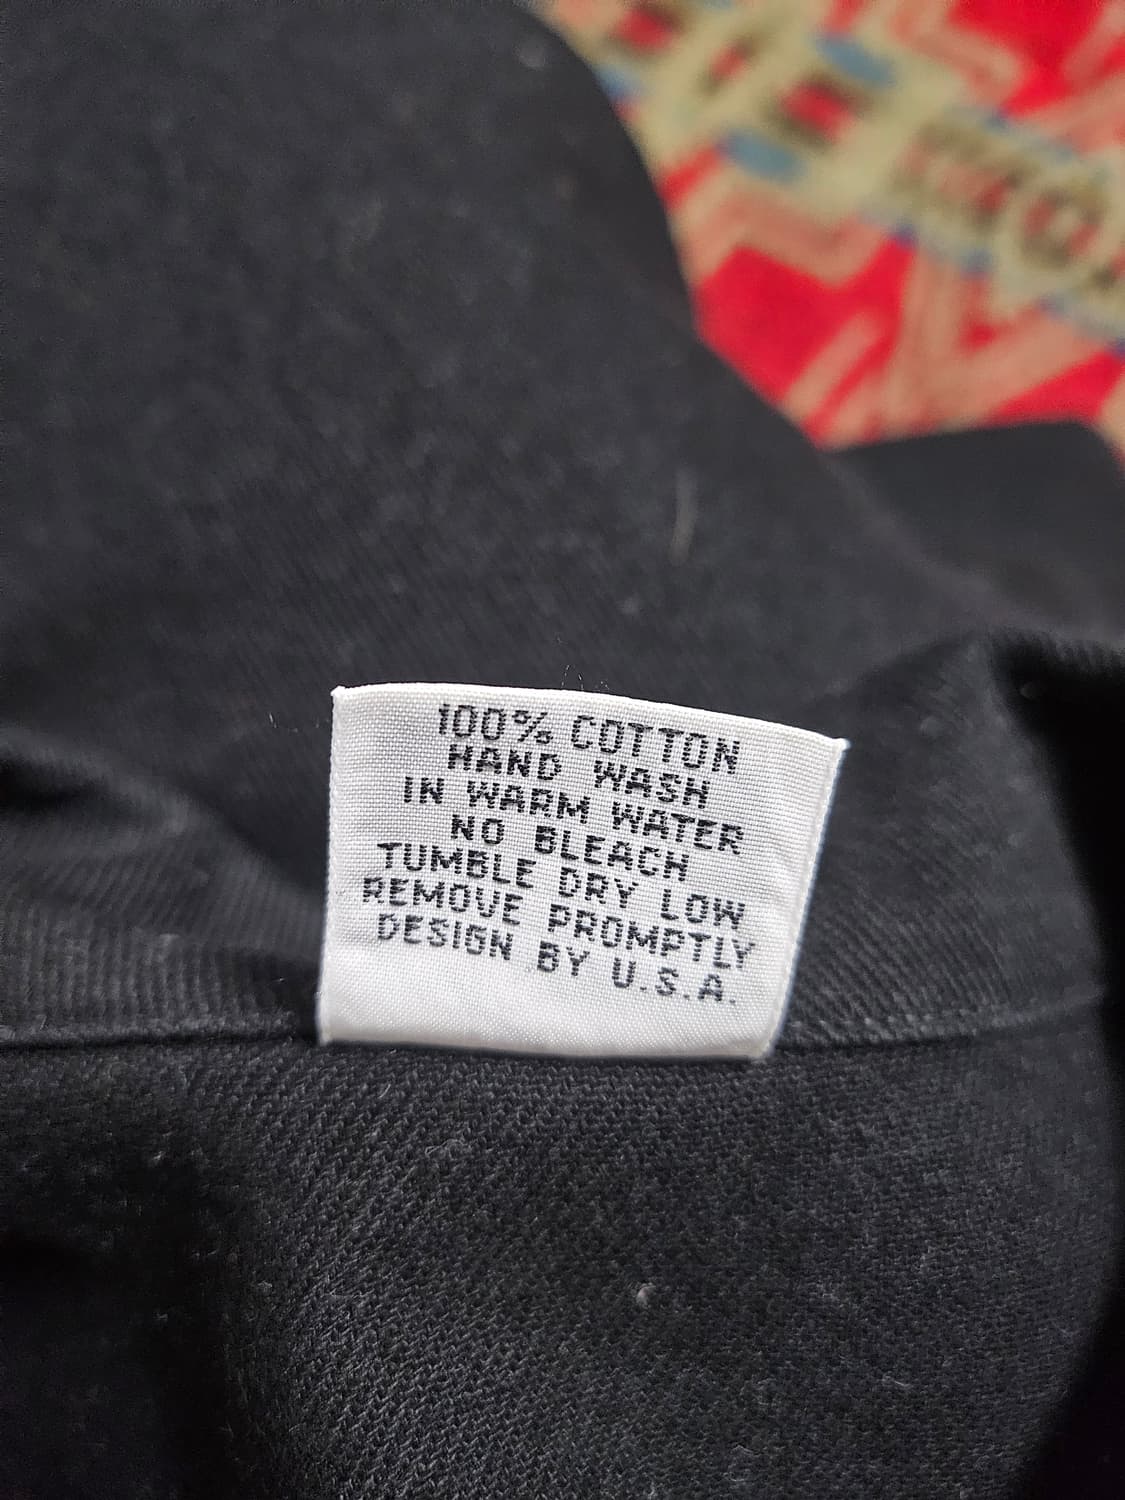 100% COTTON
HAND WASH
IN WARM WATER
NO BLEACH
TUMBLE DRY LOW
REMOVE PROMPTLY
DESIGN BY U.S.A.